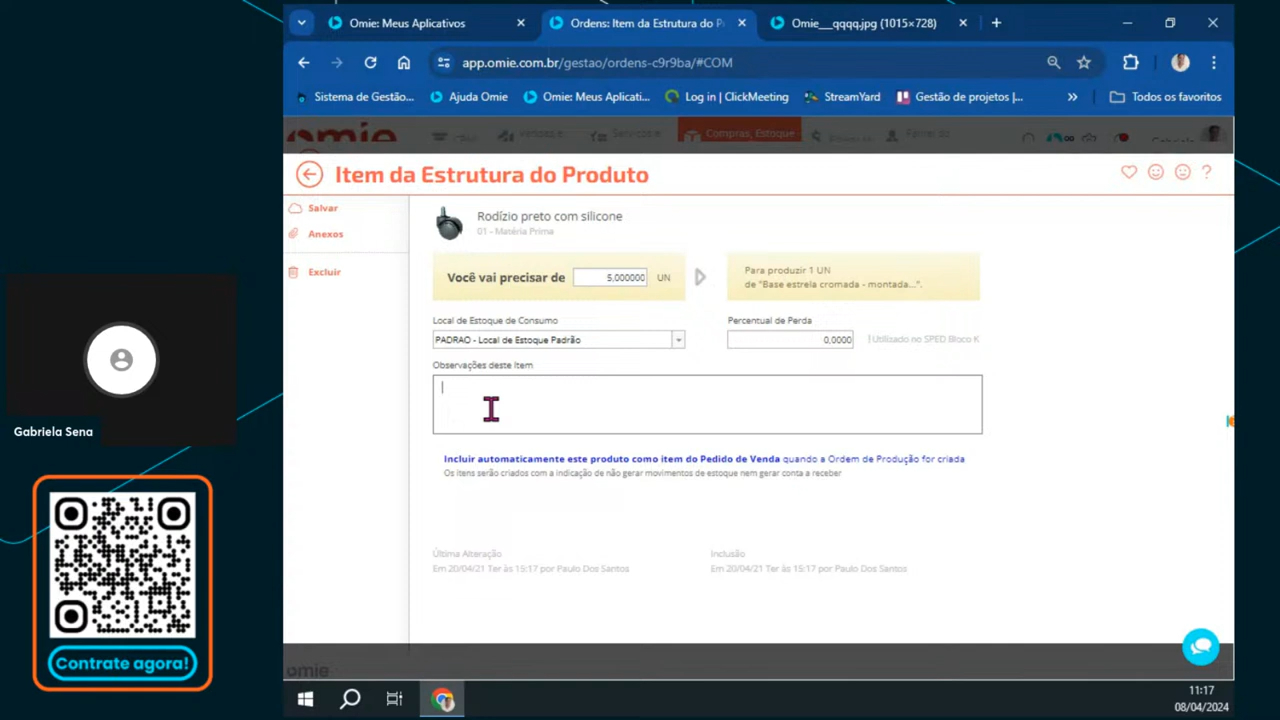 Omie: Meus Aplicativos
Ordens: Item da Estrutura do P
Omie__qqqq.jpg (1015×728)
app.omie.com.br/gestao/ordens-c9r9ba/#COM
Sistema de Gestão...
Ajuda Omie
Omie: Meus Aplicati...
Log in | ClickMeeting
StreamYard
Gestão de projetos |...
»
Todos os favoritos
omie
Compras, Estoque
Item da Estrutura do Produto
?
Salvar
Anexos
Excluir
Rodízio preto com silicone
01 - Matéria Prima
Você vai precisar de
5,000000
UN
Para produzir 1 UN
de "Base estrela cromada - montada...".
Local de Estoque de Consumo
Percentual de Perda
PADRAO - Local de Estoque Padrão
0,0000
! Utilizado no SPED Bloco K
Observações deste item
Incluir automaticamente este produto como item do Pedido de Venda quando a Ordem de Produção for criada
Os itens serão criados com a indicação de não gerar movimentos de estoque nem gerar conta a receber
Última Alteração
Inclusão
Em 20/04/21 Ter às 15:17 por Paulo Dos Santos
Em 20/04/21 Ter às 15:17 por Paulo Dos Santos
omie
Gabriela Sena
Contrate agora!
11:17
08/04/2024